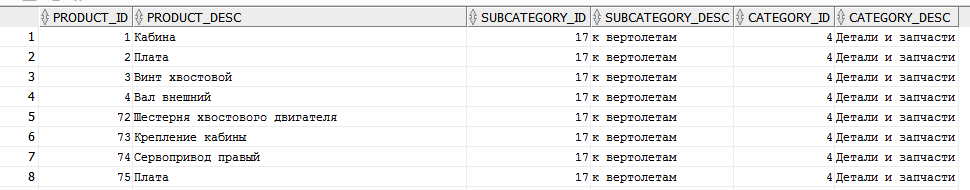 PRODUCT_ID PRODUCT_DESC SUBCATEGORY_ID SUBCATEGORY_DESC CATEGORY_ID CATEGORY_DESC
1 1 Кабина 17 к вертолетам 4 Детали и запчасти
2 2 Плата 17 к вертолетам 4 Детали и запчасти
3 3 Винт хвостовой 17 к вертолетам 4 Детали и запчасти
4 4 Вал внешний 17 к вертолетам 4 Детали и запчасти
5 72 Шестерня хвостового двигателя 17 к вертолетам 4 Детали и запчасти
6 73 Крепление кабины 17 к вертолетам 4 Детали и запчасти
7 74 Сервопривод правый 17 к вертолетам 4 Детали и запчасти
8 75 Плата 17 к вертолетам 4 Детали и запчасти